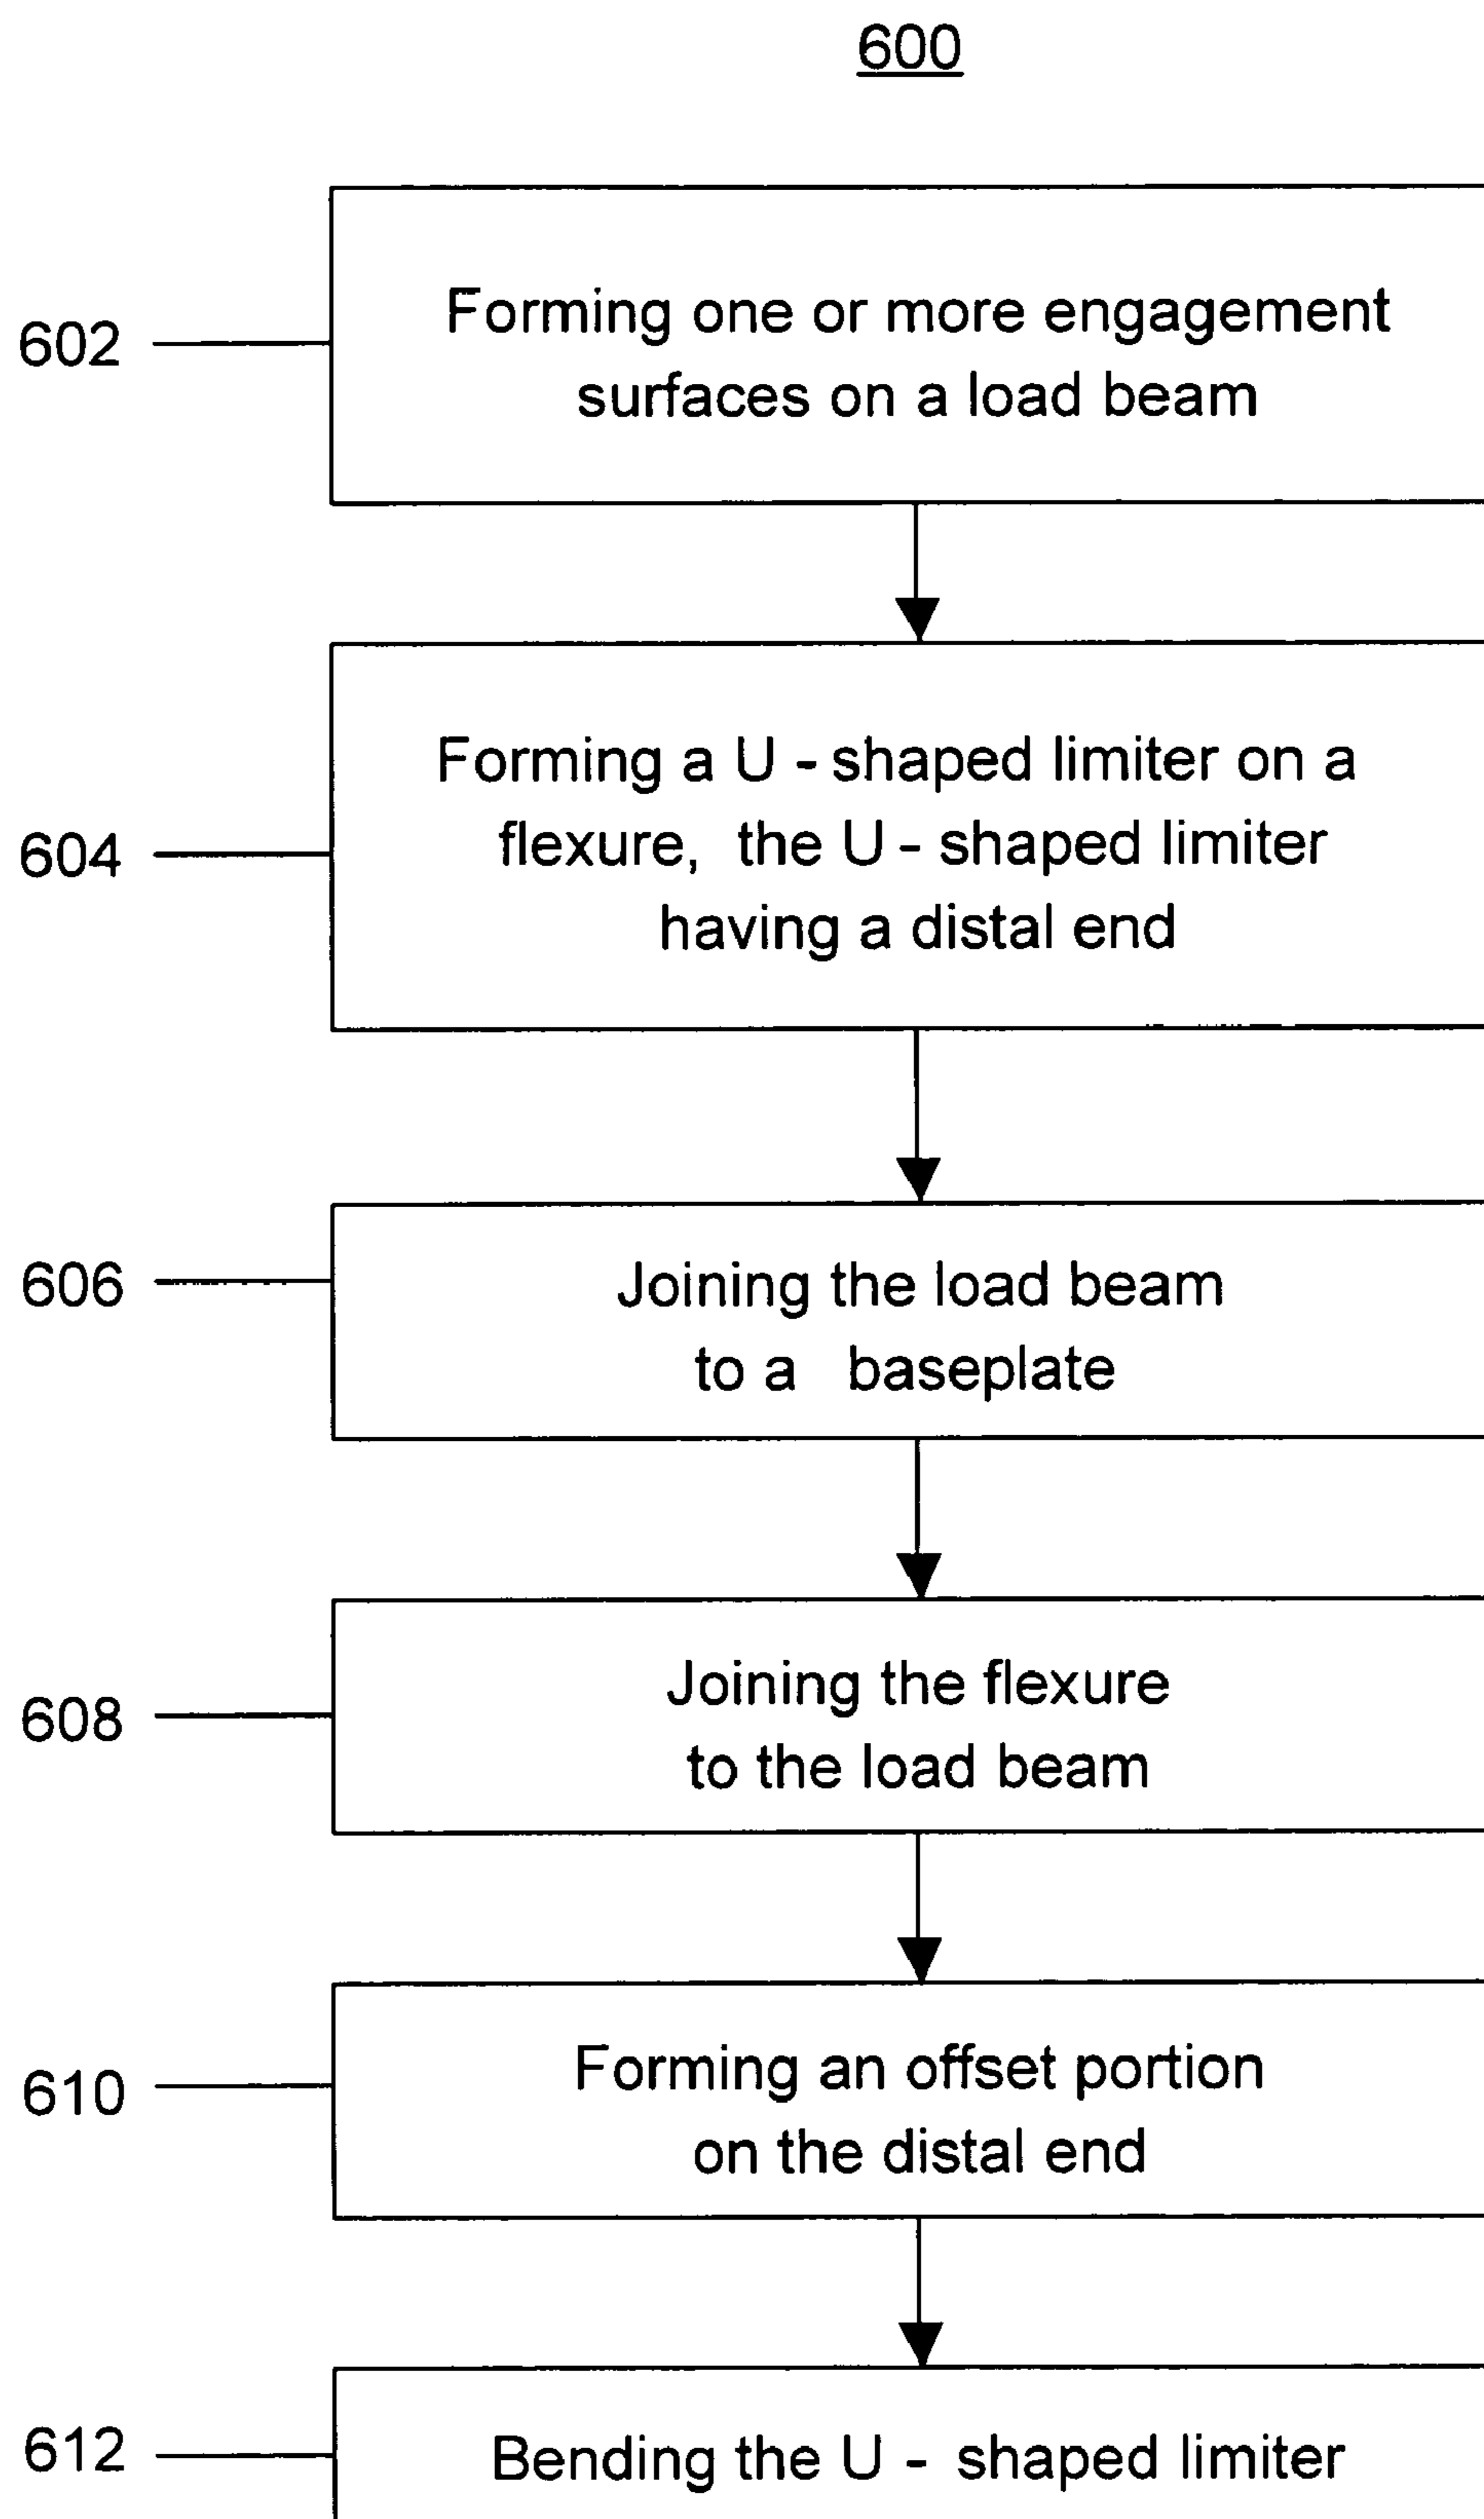 600
602
Forming one or more engagement
surfaces on a load beam
604
Forming a U - shaped limiter on a
flexure, the U - shaped limiter
having a distal end
606
Joining the load beam
to a baseplate
608
Joining the flexure
to the load beam
610
Forming an offset portion
on the distal end
612
Bending the U - shaped limiter